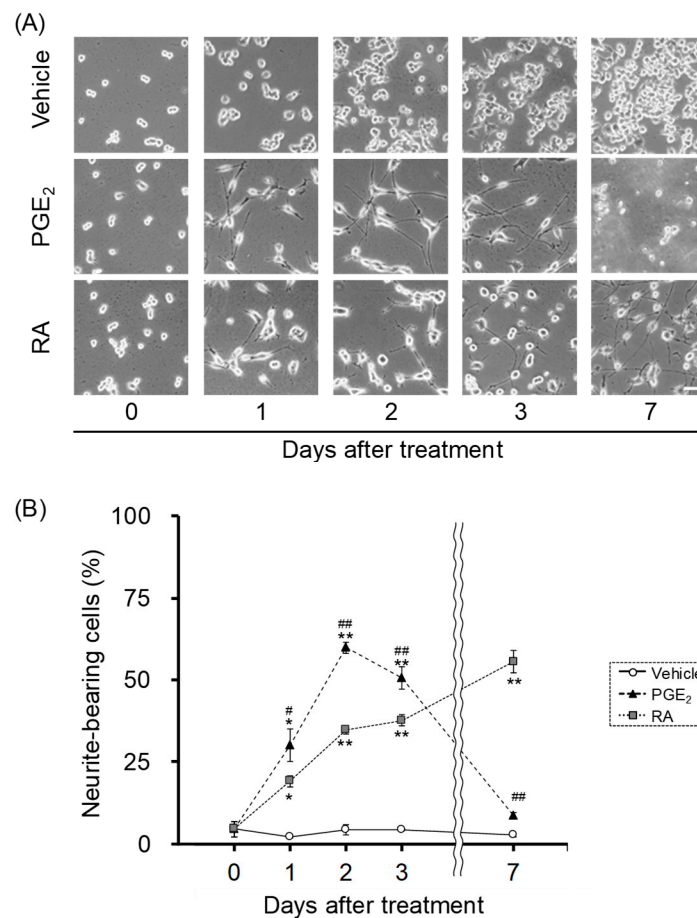 (A)
Vehicle
PGE₂
RA
0 1 2 3 7
Days after treatment
(B)
Neurite-bearing cells (%)
100
75
50
25
0
#
*
*
##
**
**
##
**
**
**
##
0 1 2 3 7
Days after treatment
Vehicle
PGE₂
RA